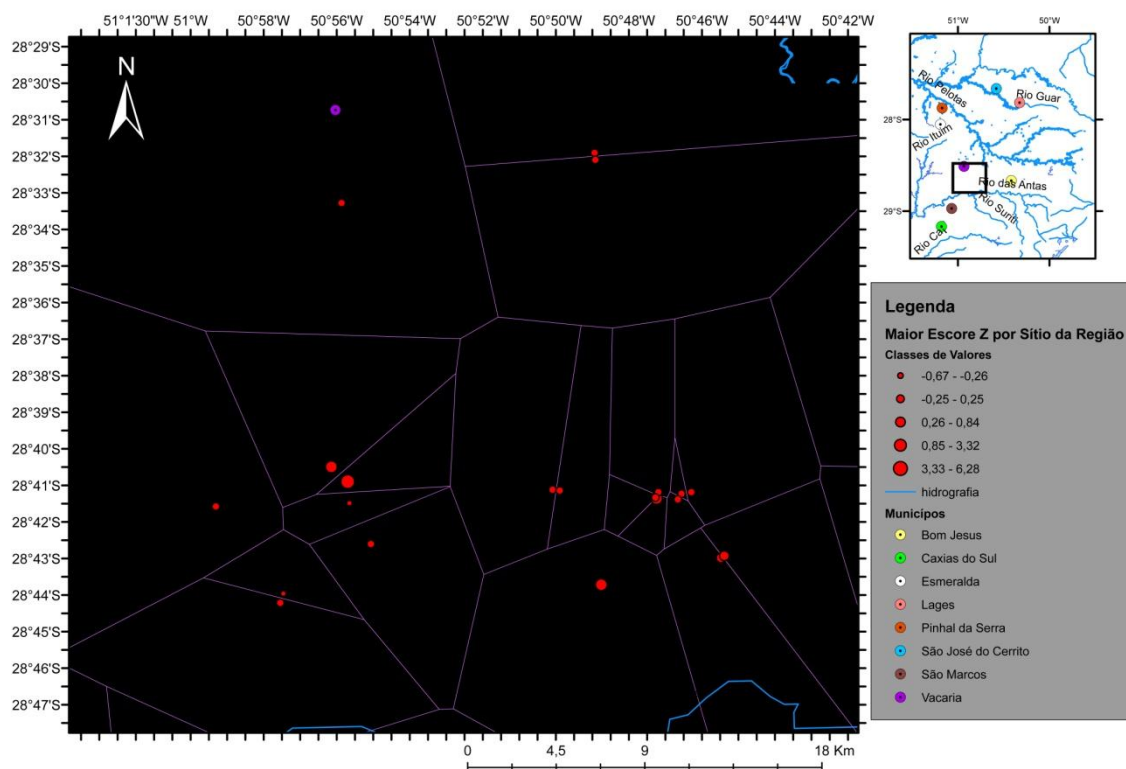 51°1'30"W 51°W 50°58'W 50°56'W 50°54'W 50°52'W 50°50'W 50°48'W 50°46'W 50°44'W 50°42'W
28°29'S
28°30'S
28°31'S
28°32'S
28°33'S
28°34'S
28°35'S
28°36'S
28°37'S
28°38'S
28°39'S
28°40'S
28°41'S
28°42'S
28°43'S
28°44'S
28°45'S
28°46'S
28°47'S
N
0 4,5 9 18 Km
51°W 50°W
28°S
29°S
Rio Pelotas
Rio Guar
Rio Ituim
Rio das Antas
Rio Suriti
Rio Caí
Legenda
Maior Escore Z por Sítio da Região
Classes de Valores
-0,67 - -0,26
-0,25 - 0,25
0,26 - 0,84
0,85 - 3,32
3,33 - 6,28
hidrografia
Municipos
Bom Jesus
Caxias do Sul
Esmeralda
Lages
Pinhal da Serra
São José do Cerrito
São Marcos
Vacaria